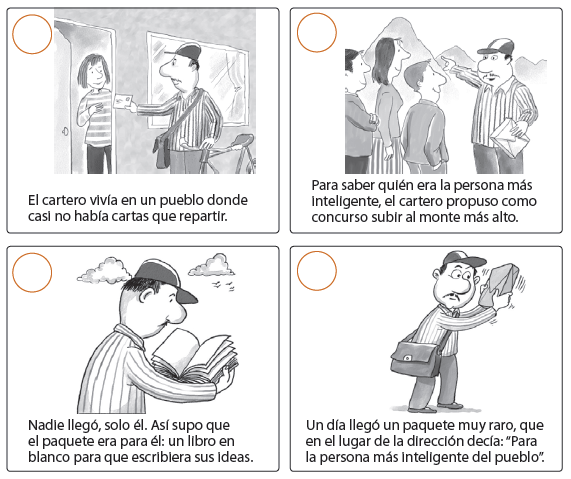 El cartero vivía en un pueblo donde
casi no había cartas que repartir.
Para saber quién era la persona más
inteligente, el cartero propuso como
concurso subir al monte más alto.
Nadie llegó, solo él. Así supo que
el paquete era para él: un libro en
blanco para que escribiera sus ideas.
Un día llegó un paquete muy raro, que
en el lugar de la dirección decía: “Para
la persona más inteligente del pueblo”.